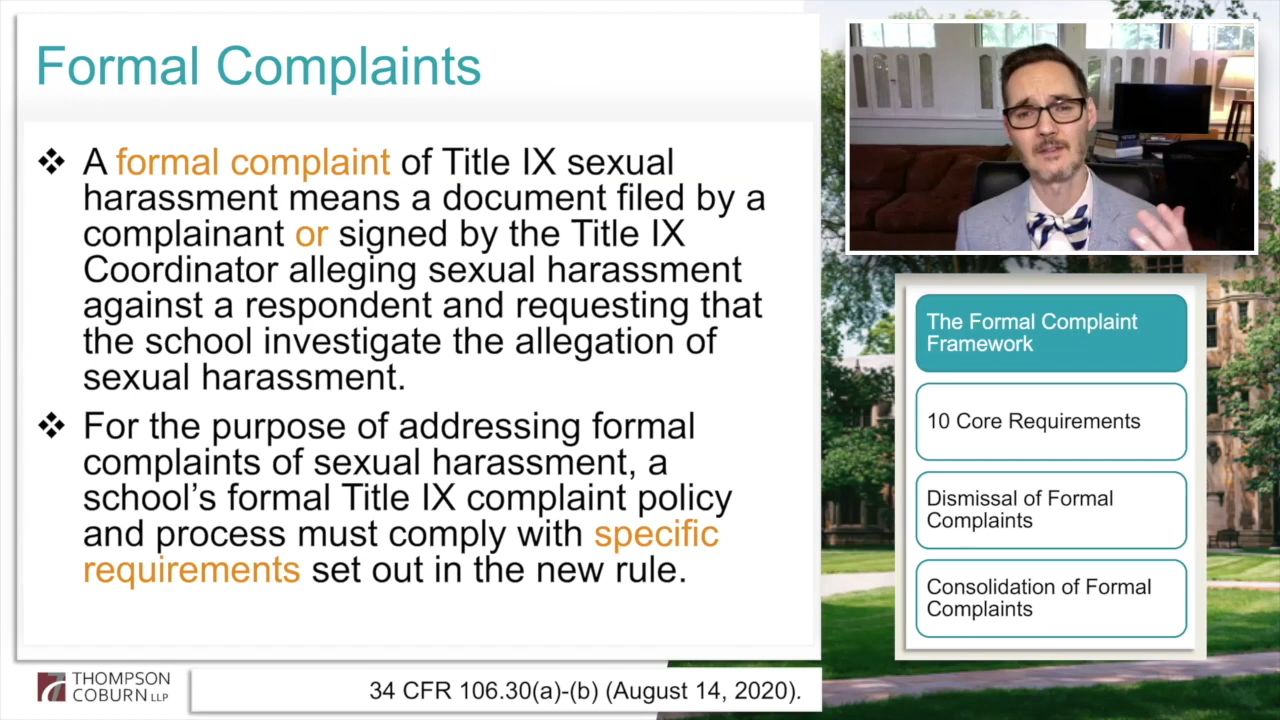 Formal Complaints
❖ A formal complaint of Title IX sexual
harassment means a document filed by a
complainant or signed by the Title IX
Coordinator alleging sexual harassment
against a respondent and requesting that
the school investigate the allegation of
sexual harassment.
❖ For the purpose of addressing formal
complaints of sexual harassment, a
school’s formal Title IX complaint policy
and process must comply with specific
requirements set out in the new rule.
The Formal Complaint
Framework
10 Core Requirements
Dismissal of Formal
Complaints
Consolidation of Formal
Complaints
THOMPSON
COBURN LLP
34 CFR 106.30(a)-(b) (August 14, 2020).